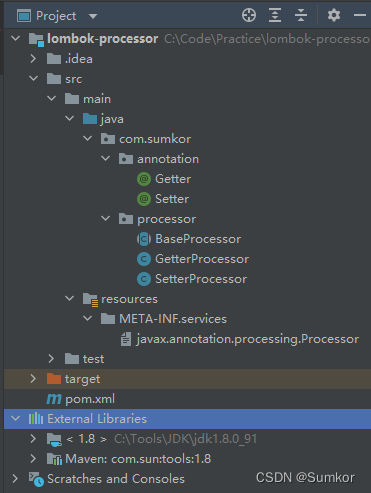 Project
lombok-processor C:\Code\Practice\lombok-processo
.idea
src
main
java
com.sumkor
annotation
Getter
Setter
processor
BaseProcessor
GetterProcessor
SetterProcessor
resources
META-INF.services
javax.annotation.processing.Processor
test
target
pom.xml
External Libraries
< 1.8 > C:\Tools\JDK\jdk1.8.0_91
Maven: com.sun:tools:1.8
Scratches and Consoles
CSDN @Sumkor